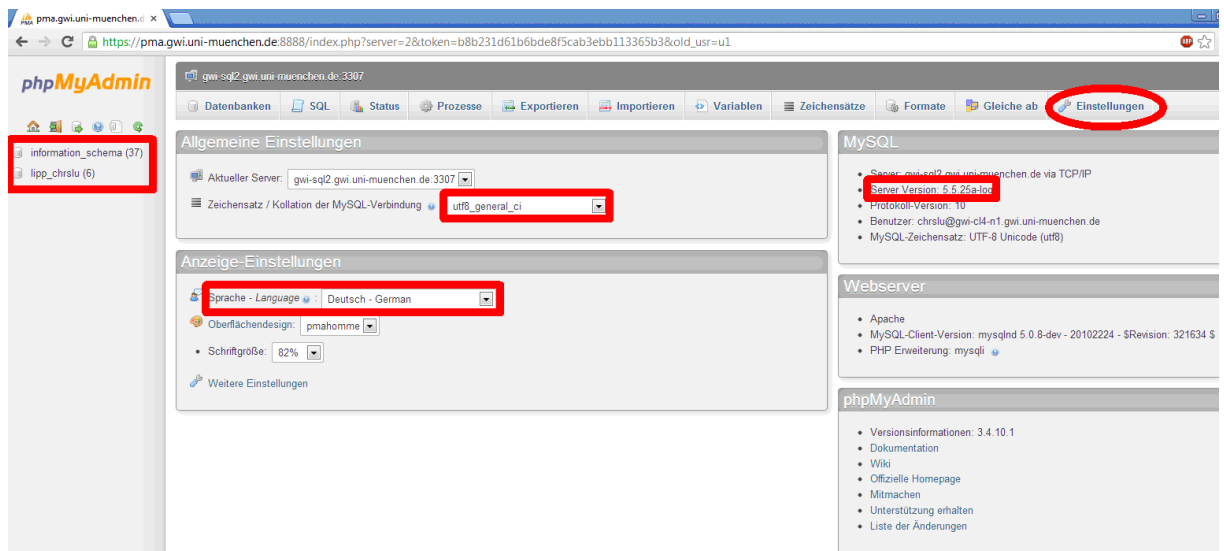 pma.gwi.uni-muenchen.d
https://pma.gwi.uni-muenchen.de:8888/index.php?server=2&token=b8b231d61b6bde8f5cab3ebb113365b3&old_usr=u1
phpMyAdmin
information_schema (37)
lipp_chrslu (6)
gwi-sql2.gwi.uni-muenchen.de:3307
Datenbanken SQL Status Prozesse Exportieren Importieren Variablen Zeichensätze Formate Gleiche ab Einstellungen
Allgemeine Einstellungen
Aktueller Server: gwi-sql2.gwi.uni-muenchen.de:3307
Zeichensatz / Kollation der MySQL-Verbindung utf8_general_ci
Anzeige-Einstellungen
Sprache - Language : Deutsch - German
Oberflächendesign: pmahomme
Schriftgröße: 82%
Weitere Einstellungen
MySQL
Server: gwi-sql2.gwi.uni-muenchen.de via TCP/IP
Server Version: 5.5.25a-log
Protokoll-Version: 10
Benutzer: chrslu@gwi-cl4-n1.gwi.uni-muenchen.de
MySQL-Zeichensatz: UTF-8 Unicode (utf8)
Webserver
Apache
MySQL-Client-Version: mysqlnd 5.0.8-dev - 20102224 - $Revision: 321634 $
PHP Erweiterung: mysqli
phpMyAdmin
Versionsinformationen: 3.4.10.1
Dokumentation
Wiki
Offizielle Homepage
Mitmachen
Unterstützung erhalten
Liste der Änderungen